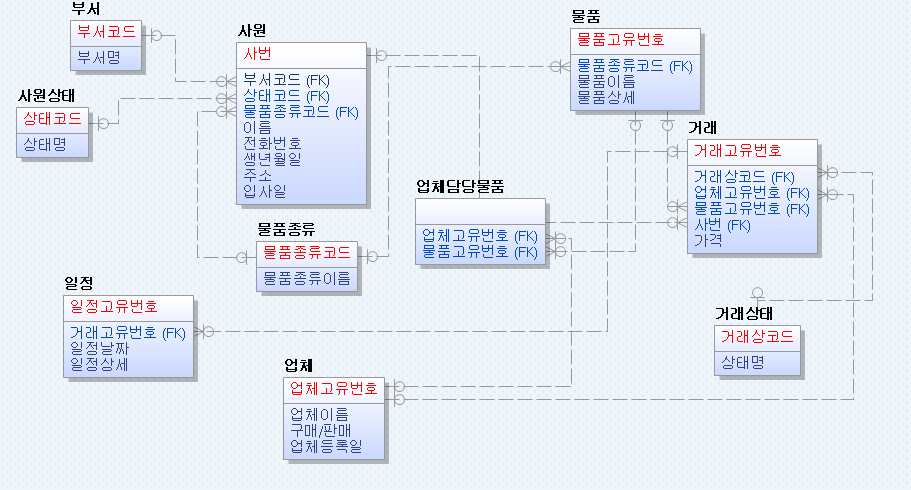 부서
부서코드
부서명
사원상태
상태코드
상태명
사원
사번
부서코드 (FK)
상태코드 (FK)
물품종류코드 (FK)
이름
전화번호
생년월일
주소
입사일
물품
물품고유번호
물품종류코드 (FK)
물품이름
물품상세
거래
거래고유번호
거래상코드 (FK)
업체고유번호 (FK)
물품고유번호 (FK)
사번 (FK)
가격
업체담당물품
업체고유번호 (FK)
물품고유번호 (FK)
물품종류
물품종류코드
물품종류이름
일정
일정고유번호
거래고유번호 (FK)
일정날짜
일정상세
거래상태
거래상코드
상태명
업체
업체고유번호
업체이름
구매/판매
업체등록일